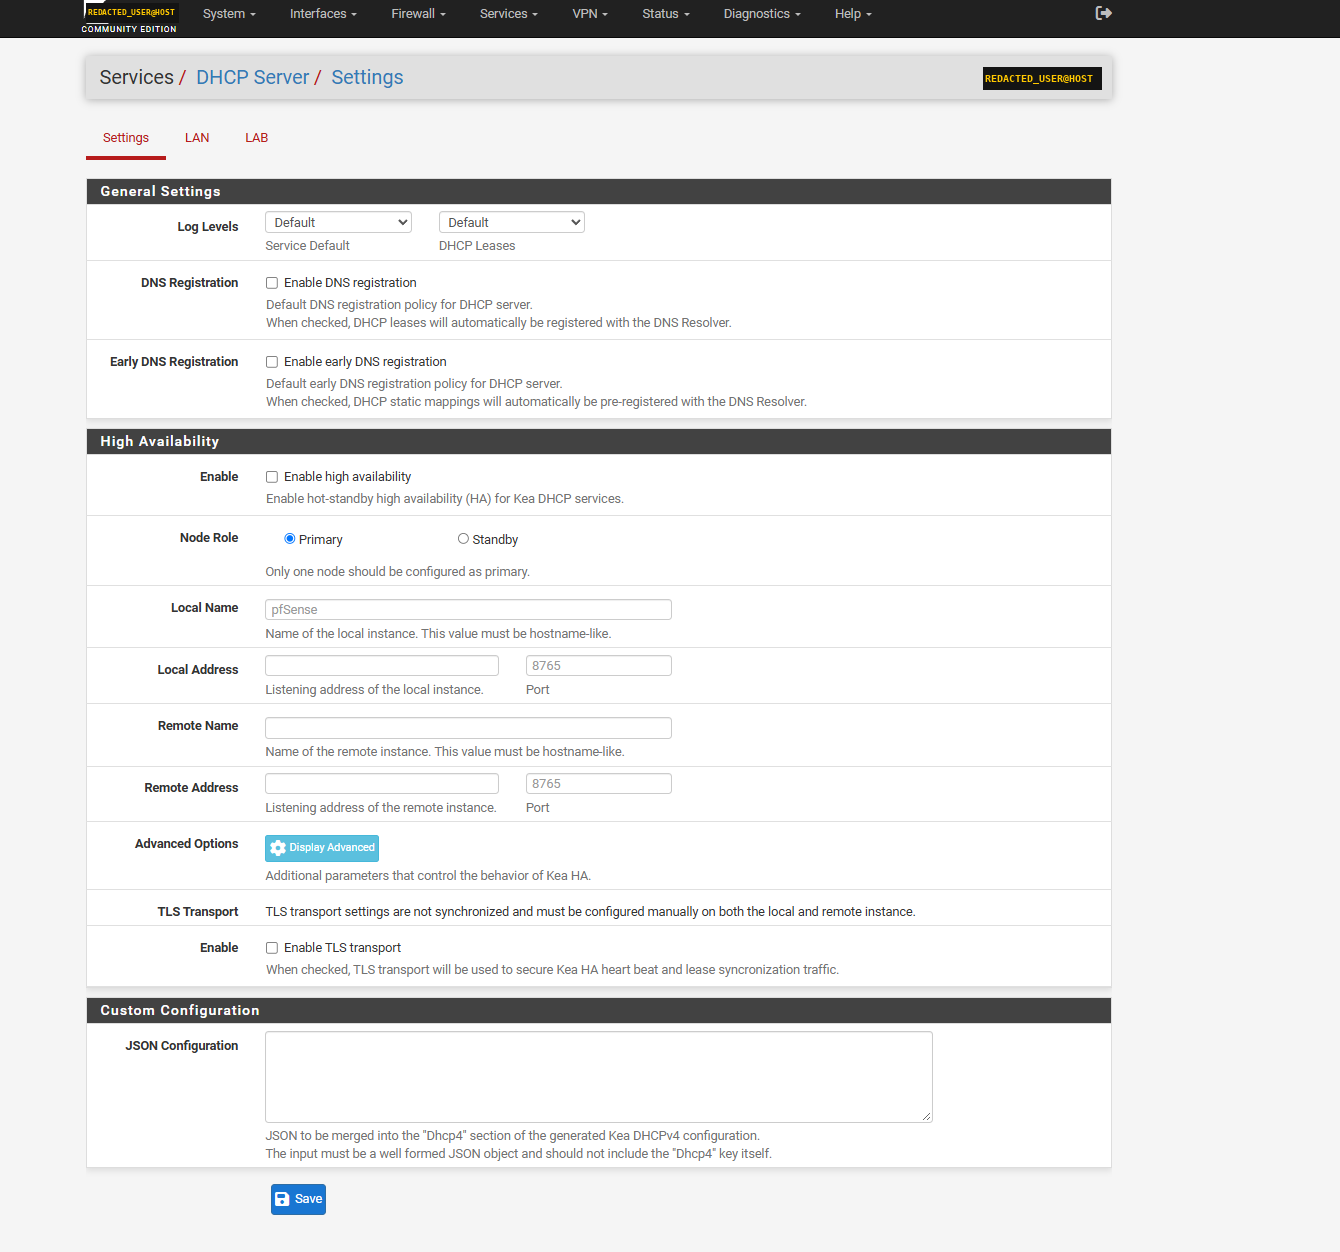 REDACTED_USER@HOST
COMMUNITY EDITION
System Interfaces Firewall Services VPN Status Diagnostics Help
Services / DHCP Server / Settings
REDACTED_USER@HOST
Settings LAN LAB
General Settings
Log Levels Default Default
Service Default DHCP Leases
DNS Registration Enable DNS registration
Default DNS registration policy for DHCP server.
When checked, DHCP leases will automatically be registered with the DNS Resolver.
Early DNS Registration Enable early DNS registration
Default early DNS registration policy for DHCP server.
When checked, DHCP static mappings will automatically be pre-registered with the DNS Resolver.
High Availability
Enable Enable high availability
Enable hot-standby high availability (HA) for Kea DHCP services.
Node Role Primary Standby
Only one node should be configured as primary.
Local Name pfSense
Name of the local instance. This value must be hostname-like.
Local Address 8765
Listening address of the local instance. Port
Remote Name
Name of the remote instance. This value must be hostname-like.
Remote Address 8765
Listening address of the remote instance. Port
Advanced Options Display Advanced
Additional parameters that control the behavior of Kea HA.
TLS Transport TLS transport settings are not synchronized and must be configured manually on both the local and remote instance.
Enable Enable TLS transport
When checked, TLS transport will be used to secure Kea HA heart beat and lease syncronization traffic.
Custom Configuration
JSON Configuration
JSON to be merged into the "Dhcp4" section of the generated Kea DHCPv4 configuration.
The input must be a well formed JSON object and should not include the "Dhcp4" key itself.
Save